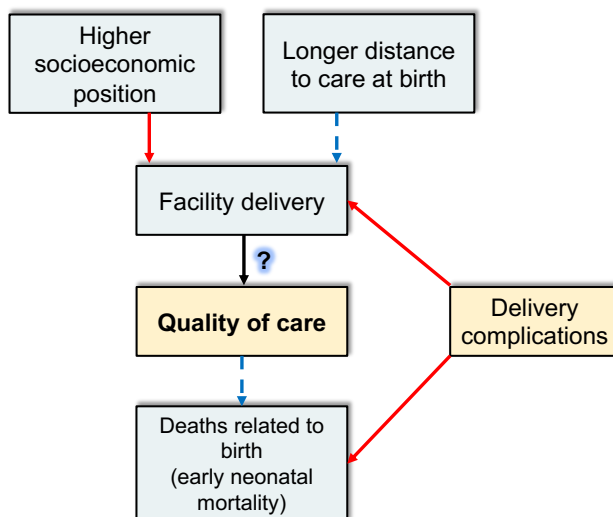 Higher
socioeconomic
position
Longer distance
to care at birth
Facility delivery
?
Quality of care
Delivery
complications
Deaths related to
birth
(early neonatal
mortality)